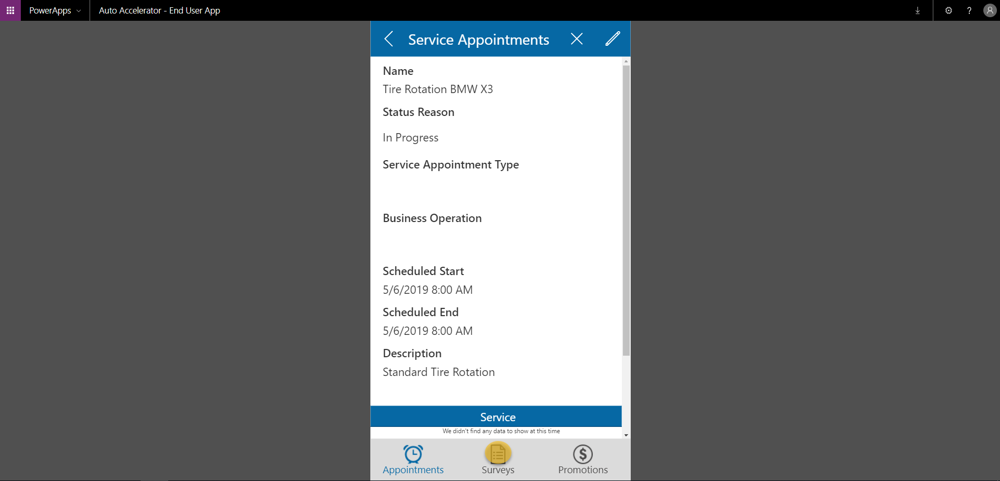 PowerApps
Auto Accelerator - End User App
?
Service Appointments
Name
Tire Rotation BMW X3
Status Reason
In Progress
Service Appointment Type
Business Operation
Scheduled Start
5/6/2019 8:00 AM
Scheduled End
5/6/2019 8:00 AM
Description
Standard Tire Rotation
Service
We didn't find any data to show at this time
Appointments
Surveys
Promotions